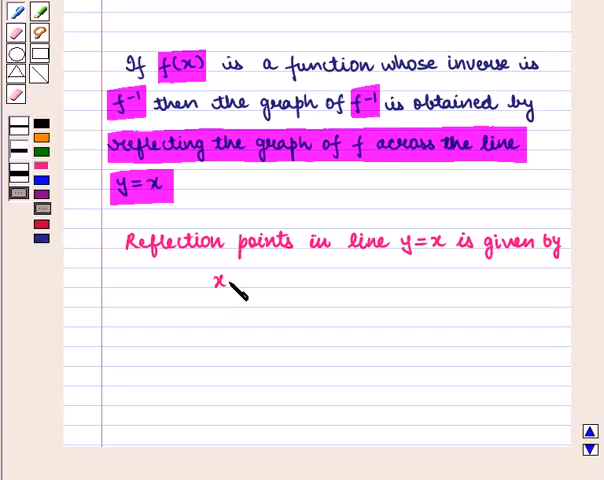 If f(x) is a function whose inverse is
f⁻¹ then the graph of f⁻¹ is obtained by
reflecting the graph of f across the line
y=x
Reflection points in line y=x is given by
x